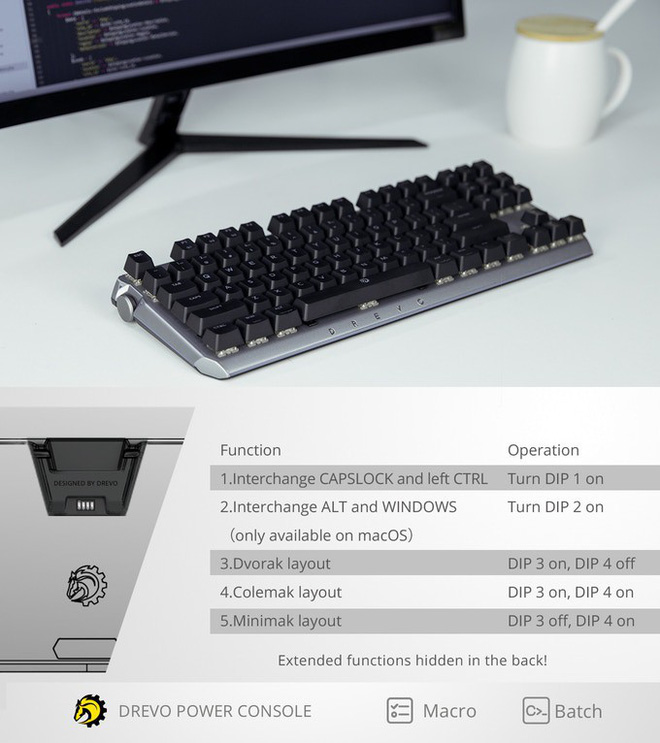 DREVO
DESIGNED BY DREVO
Function Operation
1.Interchange CAPSLOCK and left CTRL Turn DIP 1 on
2.Interchange ALT and WINDOWS Turn DIP 2 on
（only available on macOS）
3.Dvorak layout DIP 3 on, DIP 4 off
4.Colemak layout DIP 3 on, DIP 4 on
5.Minimak layout DIP 3 off, DIP 4 on
Extended functions hidden in the back!
DREVO POWER CONSOLE Macro Batch